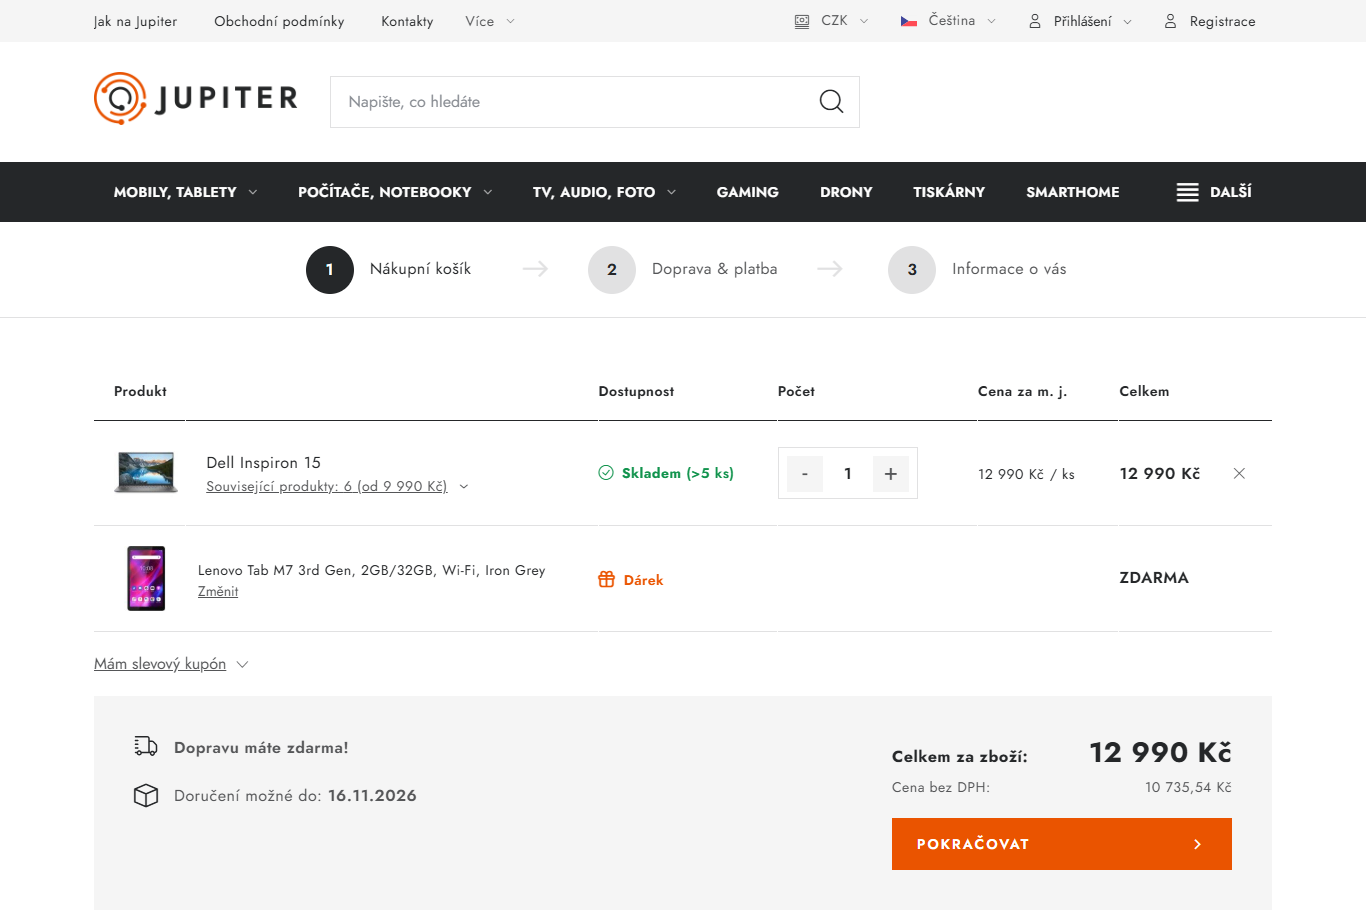 Jak na Jupiter Obchodní podmínky Kontakty Více CZK Čeština Přihlášení Registrace
JUPITER Napište, co hledáte
MOBILY, TABLETY POČÍTAČE, NOTEBOOKY TV, AUDIO, FOTO GAMING DRONY TISKÁRNY SMARTHOME DALŠÍ
1 Nákupní košík 2 Doprava & platba 3 Informace o vás
Produkt Dostupnost Počet Cena za m. j. Celkem
Dell Inspiron 15
Související produkty: 6 (od 9 990 Kč)
Skladem (>5 ks) - 1 + 12 990 Kč / ks 12 990 Kč
Lenovo Tab M7 3rd Gen, 2GB/32GB, Wi-Fi, Iron Grey
Změnit
Dárek ZDARMA
Mám slevový kupón
Dopravu máte zdarma!
Doručení možné do: 16.11.2026
Celkem za zboží: 12 990 Kč
Cena bez DPH: 10 735,54 Kč
POKRAČOVAT